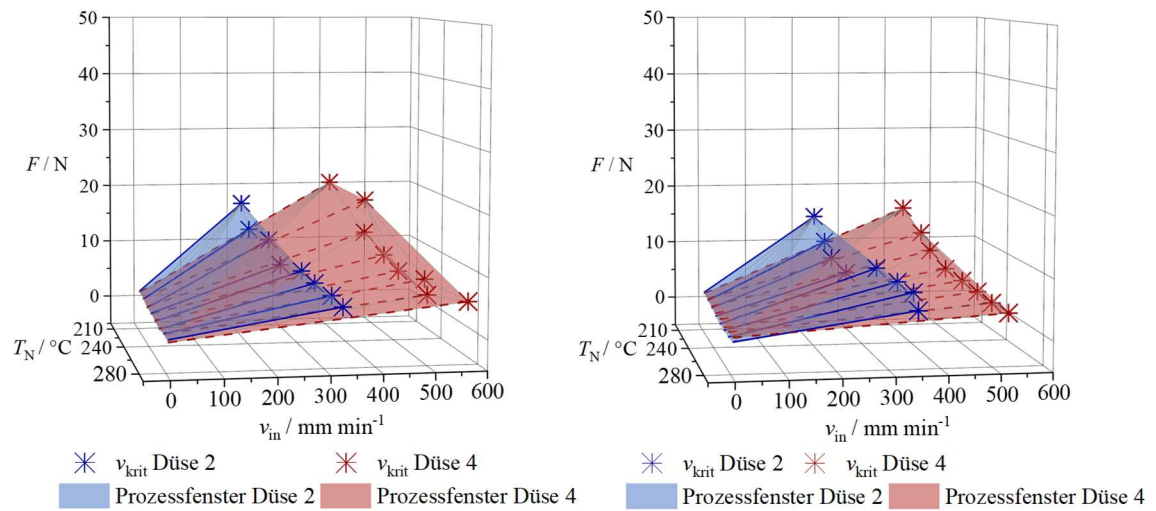 50
40
30
F / N
20
10
0
210
T_N / °C
240
280
0 100 200 300 400 500 600
v_in / mm min⁻¹
v_krit Düse 2 v_krit Düse 4
Prozessfenster Düse 2 Prozessfenster Düse 4
50
40
30
F / N
20
10
0
210
T_N / °C
240
280
0 100 200 300 400 500 600
v_in / mm min⁻¹
v_krit Düse 2 v_krit Düse 4
Prozessfenster Düse 2 Prozessfenster Düse 4